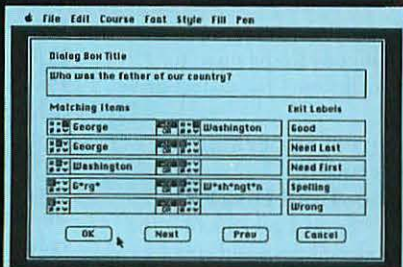 File Edit Course Font Style Fill Pen
Dialog Box Title
Who was the father of our country?
Matching Items Exit Labels
George Washington Good
George Need Last
Washington Need First
G*rg* W*sh*ngt*n Spelling
Wrong
OK Next Prev Cancel